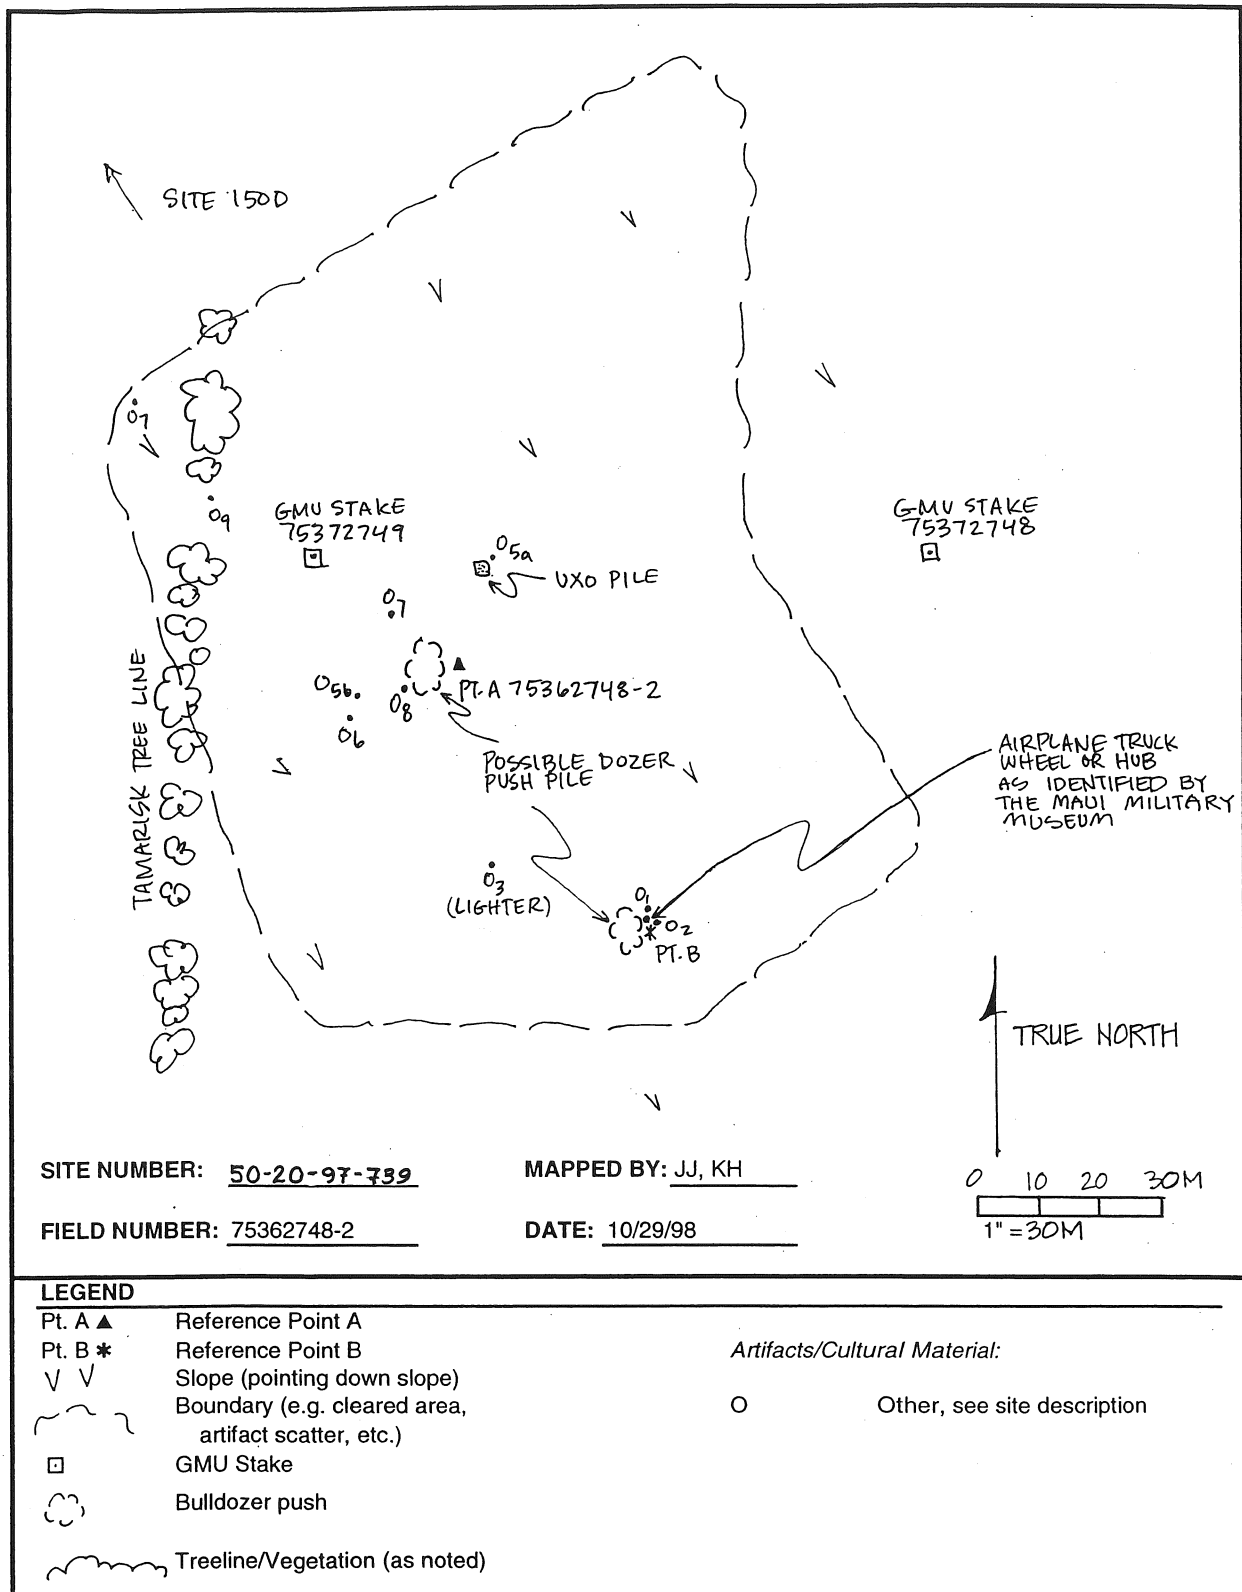 SITE 1500
O7
O9
GMU STAKE
75372749
GMU STAKE
75372748
O5a
UXO PILE
O7
TAMARISK TREE LINE
O5b
O8
O6
PT.A 75362748-2
POSSIBLE DOZER
PUSH PILE
AIRPLANE TRUCK
WHEEL OR HUB
AS IDENTIFIED BY
THE MAUI MILITARY
MUSEUM
O3
(LIGHTER)
O1
O2
PT. B
TRUE NORTH
SITE NUMBER: 50-20-97-739
MAPPED BY: JJ, KH
0 10 20 30M
1" = 30M
FIELD NUMBER: 75362748-2
DATE: 10/29/98
LEGEND
Pt. A ▲ Reference Point A
Pt. B * Reference Point B
Slope (pointing down slope)
Boundary (e.g. cleared area,
artifact scatter, etc.)
GMU Stake
Bulldozer push
Treeline/Vegetation (as noted)
Artifacts/Cultural Material:
O Other, see site description